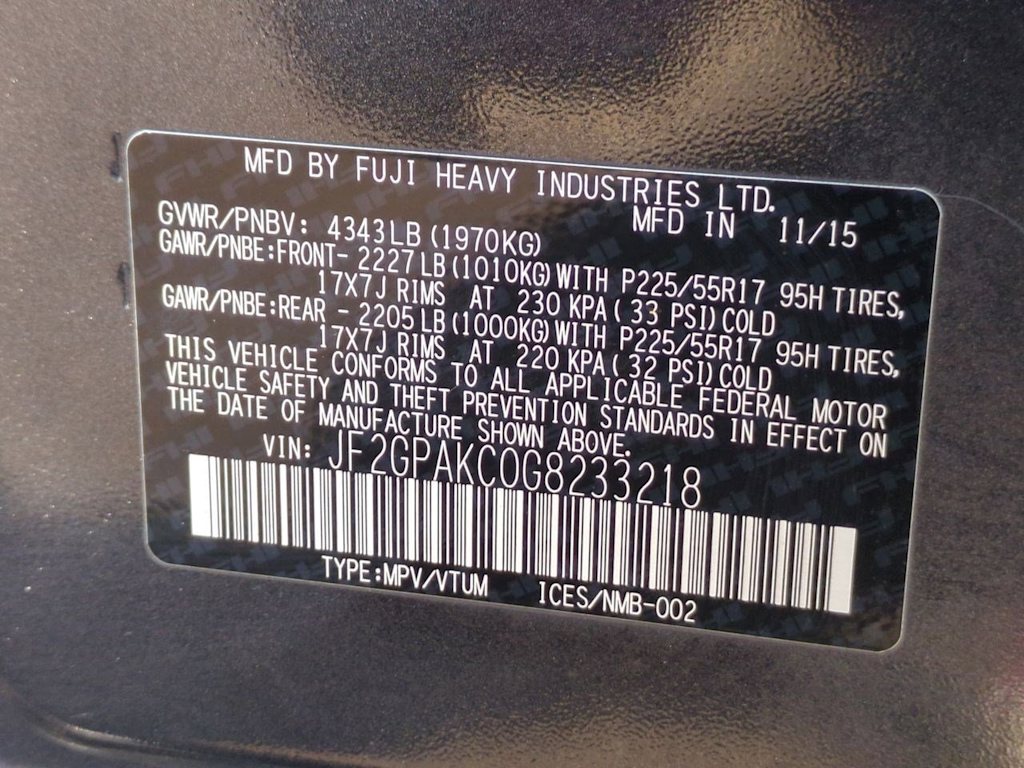 MFD BY FUJI HEAVY INDUSTRIES LTD.
MFD IN 11/15
GVWR/PNBV: 4343LB (1970KG)
GAWR/PNBE:FRONT- 2227LB (1010KG) WITH P225/55R17 95H TIRES,
17X7J RIMS AT 230 KPA ( 33 PSI) COLD
GAWR/PNBE:REAR - 2205LB (1000KG) WITH P225/55R17 95H TIRES,
17X7J RIMS AT 220 KPA ( 32 PSI) COLD
THIS VEHICLE CONFORMS TO ALL APPLICABLE FEDERAL MOTOR
VEHICLE SAFETY AND THEFT PREVENTION STANDARDS IN EFFECT ON
THE DATE OF MANUFACTURE SHOWN ABOVE.
VIN: JF2GPAKC0G8233218
TYPE:MPV/VTUM ICES/NMB-002